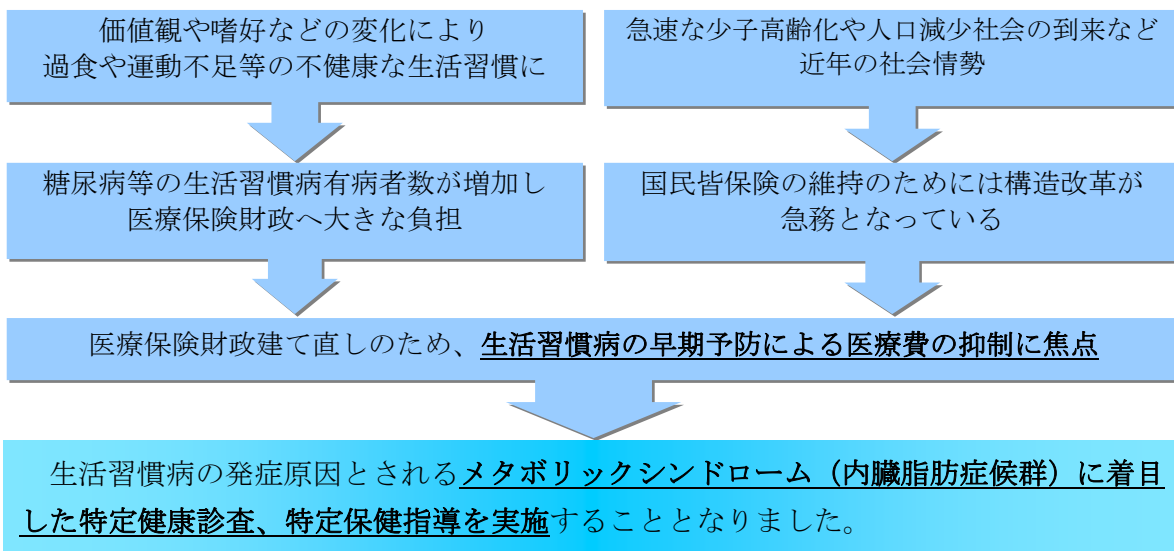 価値観や嗜好などの変化により
過食や運動不足等の不健康な生活習慣に
急速な少子高齢化や人口減少社会の到来など
近年の社会情勢
糖尿病等の生活習慣病有病者数が増加し
医療保険財政へ大きな負担
国民皆保険の維持のためには構造改革が
急務となっている
医療保険財政建て直しのため、生活習慣病の早期予防による医療費の抑制に焦点
生活習慣病の発症原因とされるメタボリックシンドローム（内臓脂肪症候群）に着目
した特定健康診査、特定保健指導を実施することとなりました。